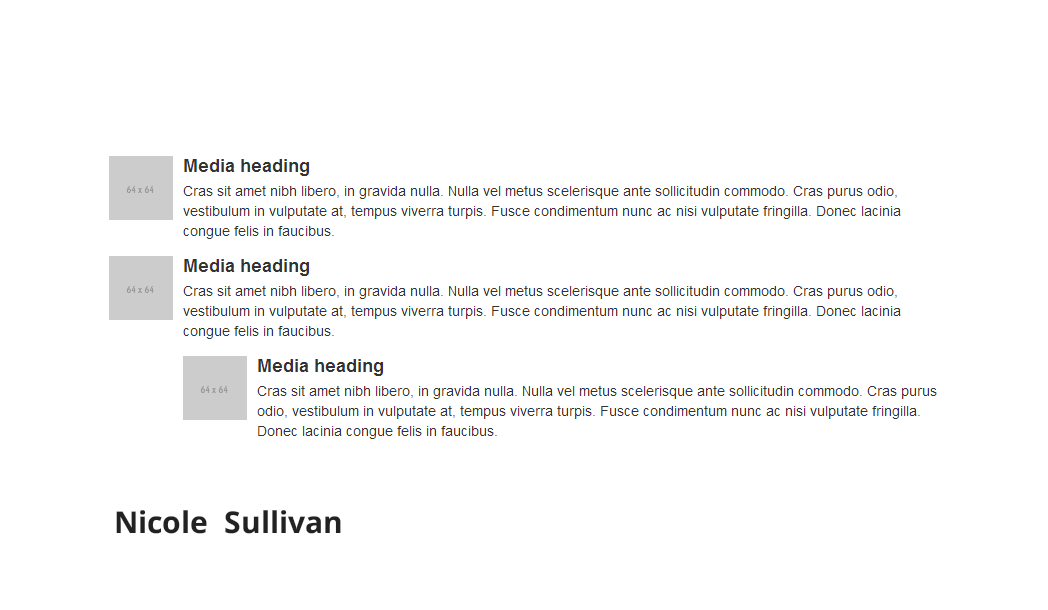 64 x 64
Media heading
Cras sit amet nibh libero, in gravida nulla. Nulla vel metus scelerisque ante sollicitudin commodo. Cras purus odio,
vestibulum in vulputate at, tempus viverra turpis. Fusce condimentum nunc ac nisi vulputate fringilla. Donec lacinia
congue felis in faucibus.
64 x 64
Media heading
Cras sit amet nibh libero, in gravida nulla. Nulla vel metus scelerisque ante sollicitudin commodo. Cras purus odio,
vestibulum in vulputate at, tempus viverra turpis. Fusce condimentum nunc ac nisi vulputate fringilla. Donec lacinia
congue felis in faucibus.
64 x 64
Media heading
Cras sit amet nibh libero, in gravida nulla. Nulla vel metus scelerisque ante sollicitudin commodo. Cras purus
odio, vestibulum in vulputate at, tempus viverra turpis. Fusce condimentum nunc ac nisi vulputate fringilla.
Donec lacinia congue felis in faucibus.
Nicole Sullivan